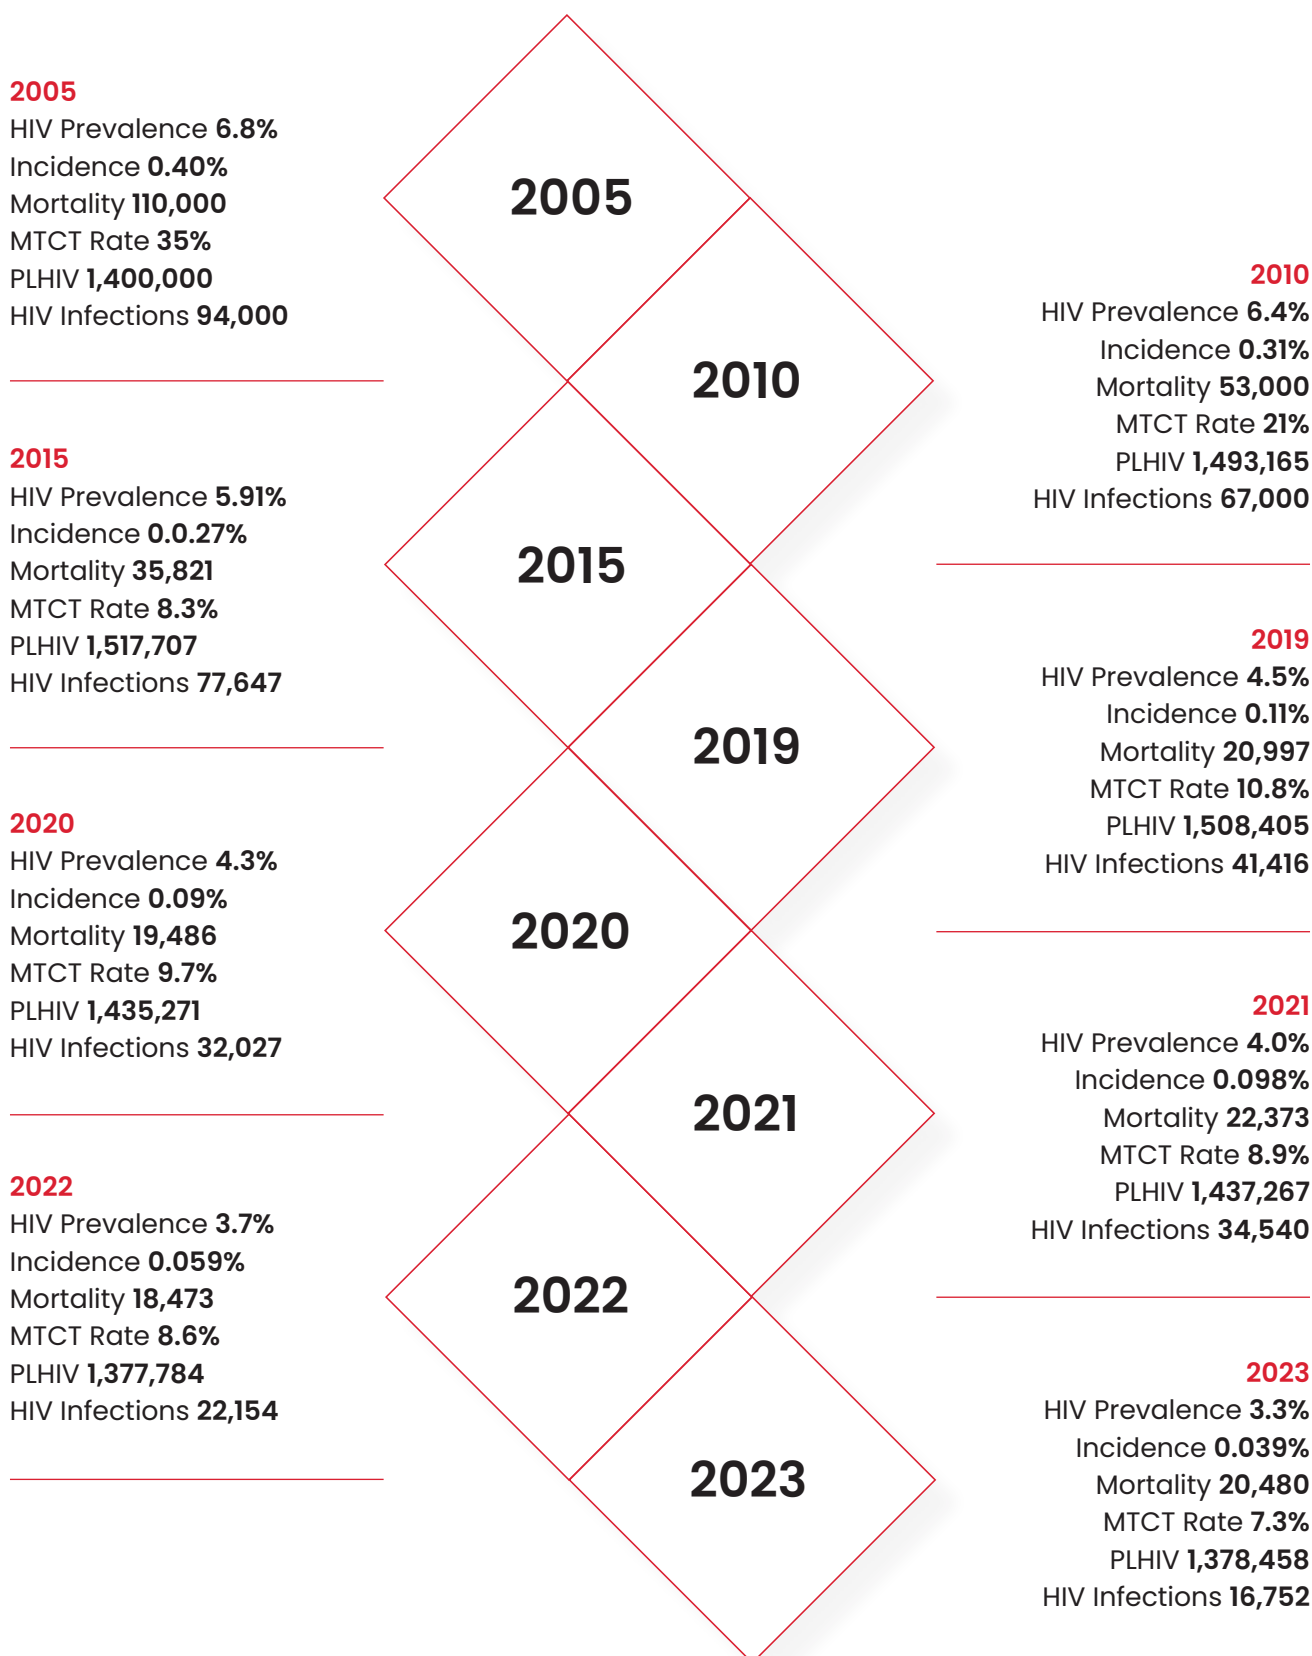 2005
HIV Prevalence 6.8%
Incidence 0.40%
Mortality 110,000
MTCT Rate 35%
PLHIV 1,400,000
HIV Infections 94,000
2005
2010
HIV Prevalence 6.4%
Incidence 0.31%
Mortality 53,000
MTCT Rate 21%
PLHIV 1,493,165
HIV Infections 67,000
2010
2015
HIV Prevalence 5.91%
Incidence 0.0.27%
Mortality 35,821
MTCT Rate 8.3%
PLHIV 1,517,707
HIV Infections 77,647
2015
2019
HIV Prevalence 4.5%
Incidence 0.11%
Mortality 20,997
MTCT Rate 10.8%
PLHIV 1,508,405
HIV Infections 41,416
2019
2020
HIV Prevalence 4.3%
Incidence 0.09%
Mortality 19,486
MTCT Rate 9.7%
PLHIV 1,435,271
HIV Infections 32,027
2020
2021
HIV Prevalence 4.0%
Incidence 0.098%
Mortality 22,373
MTCT Rate 8.9%
PLHIV 1,437,267
HIV Infections 34,540
2021
2022
HIV Prevalence 3.7%
Incidence 0.059%
Mortality 18,473
MTCT Rate 8.6%
PLHIV 1,377,784
HIV Infections 22,154
2022
2023
HIV Prevalence 3.3%
Incidence 0.039%
Mortality 20,480
MTCT Rate 7.3%
PLHIV 1,378,458
HIV Infections 16,752
2023